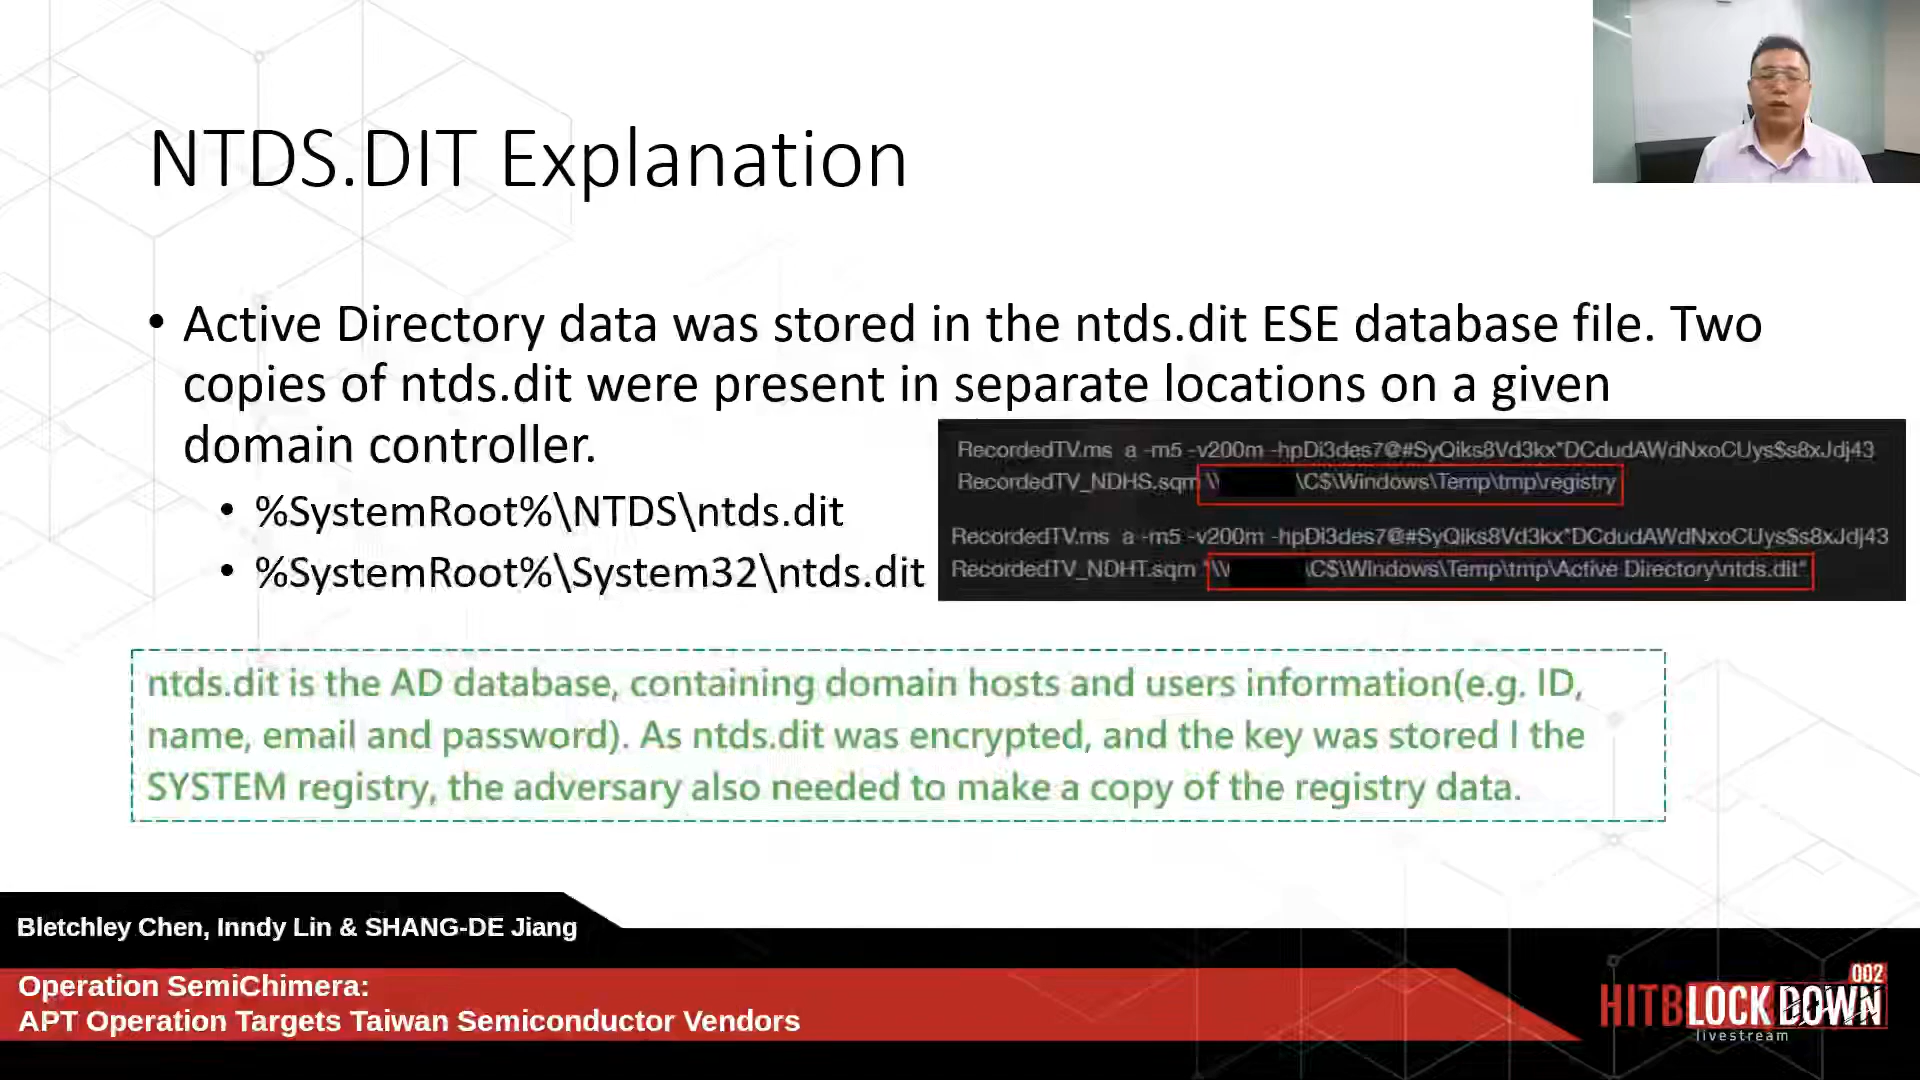 NTDS.DIT Explanation
• Active Directory data was stored in the ntds.dit ESE database file. Two
copies of ntds.dit were present in separate locations on a given
domain controller.
• %SystemRoot%\NTDS\ntds.dit
• %SystemRoot%\System32\ntds.dit
RecordedTV.ms a -m5 -v200m -hpDi3des7@#SyQiks8Vd3kx*DCdudAWdNxoCUys$s8xJdj43
RecordedTV_NDHS.sqm \\ \C$\Windows\Temp\tmp\registry
RecordedTV.ms a -m5 -v200m -hpDi3des7@#SyQiks8Vd3kx*DCdudAWdNxoCUys$s8xJdj43
RecordedTV_NDHT.sqm "\\ \C$\Windows\Temp\tmp\Active Directory\ntds.dit"
ntds.dit is the AD database, containing domain hosts and users information(e.g. ID,
name, email and password). As ntds.dit was encrypted, and the key was stored I the
SYSTEM registry, the adversary also needed to make a copy of the registry data.
Bletchley Chen, Inndy Lin & SHANG-DE Jiang
Operation SemiChimera:
APT Operation Targets Taiwan Semiconductor Vendors
002
HITBLOCKDOWN
livestream